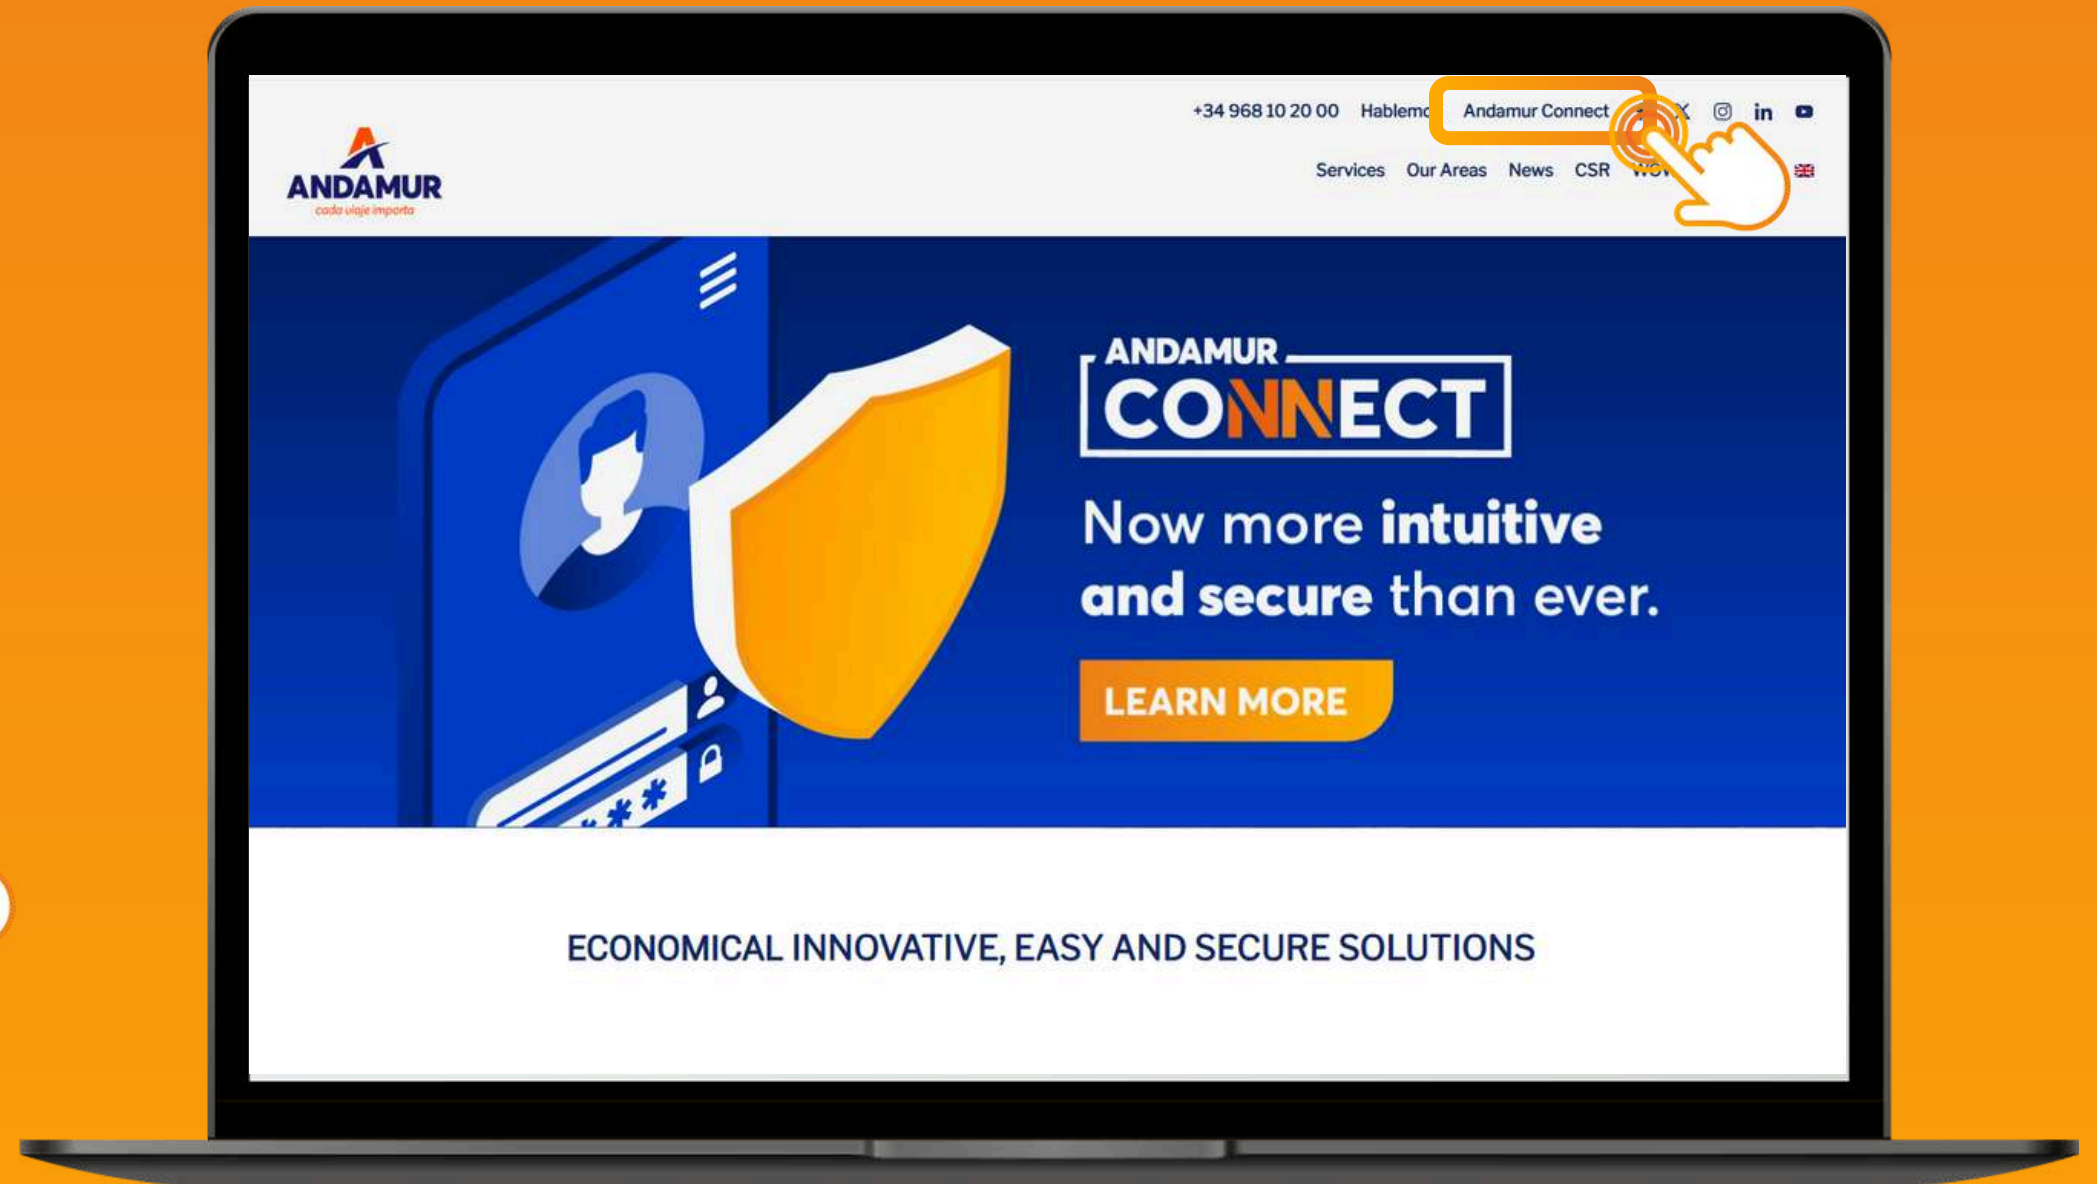 +34 968 10 20 00 Andamur Connect in
Services Our Areas News CSR
ANDAMUR
cada viaje importa
ANDAMUR
CONNECT
Now more intuitive
and secure than ever.
LEARN MORE
ECONOMICAL INNOVATIVE, EASY AND SECURE SOLUTIONS